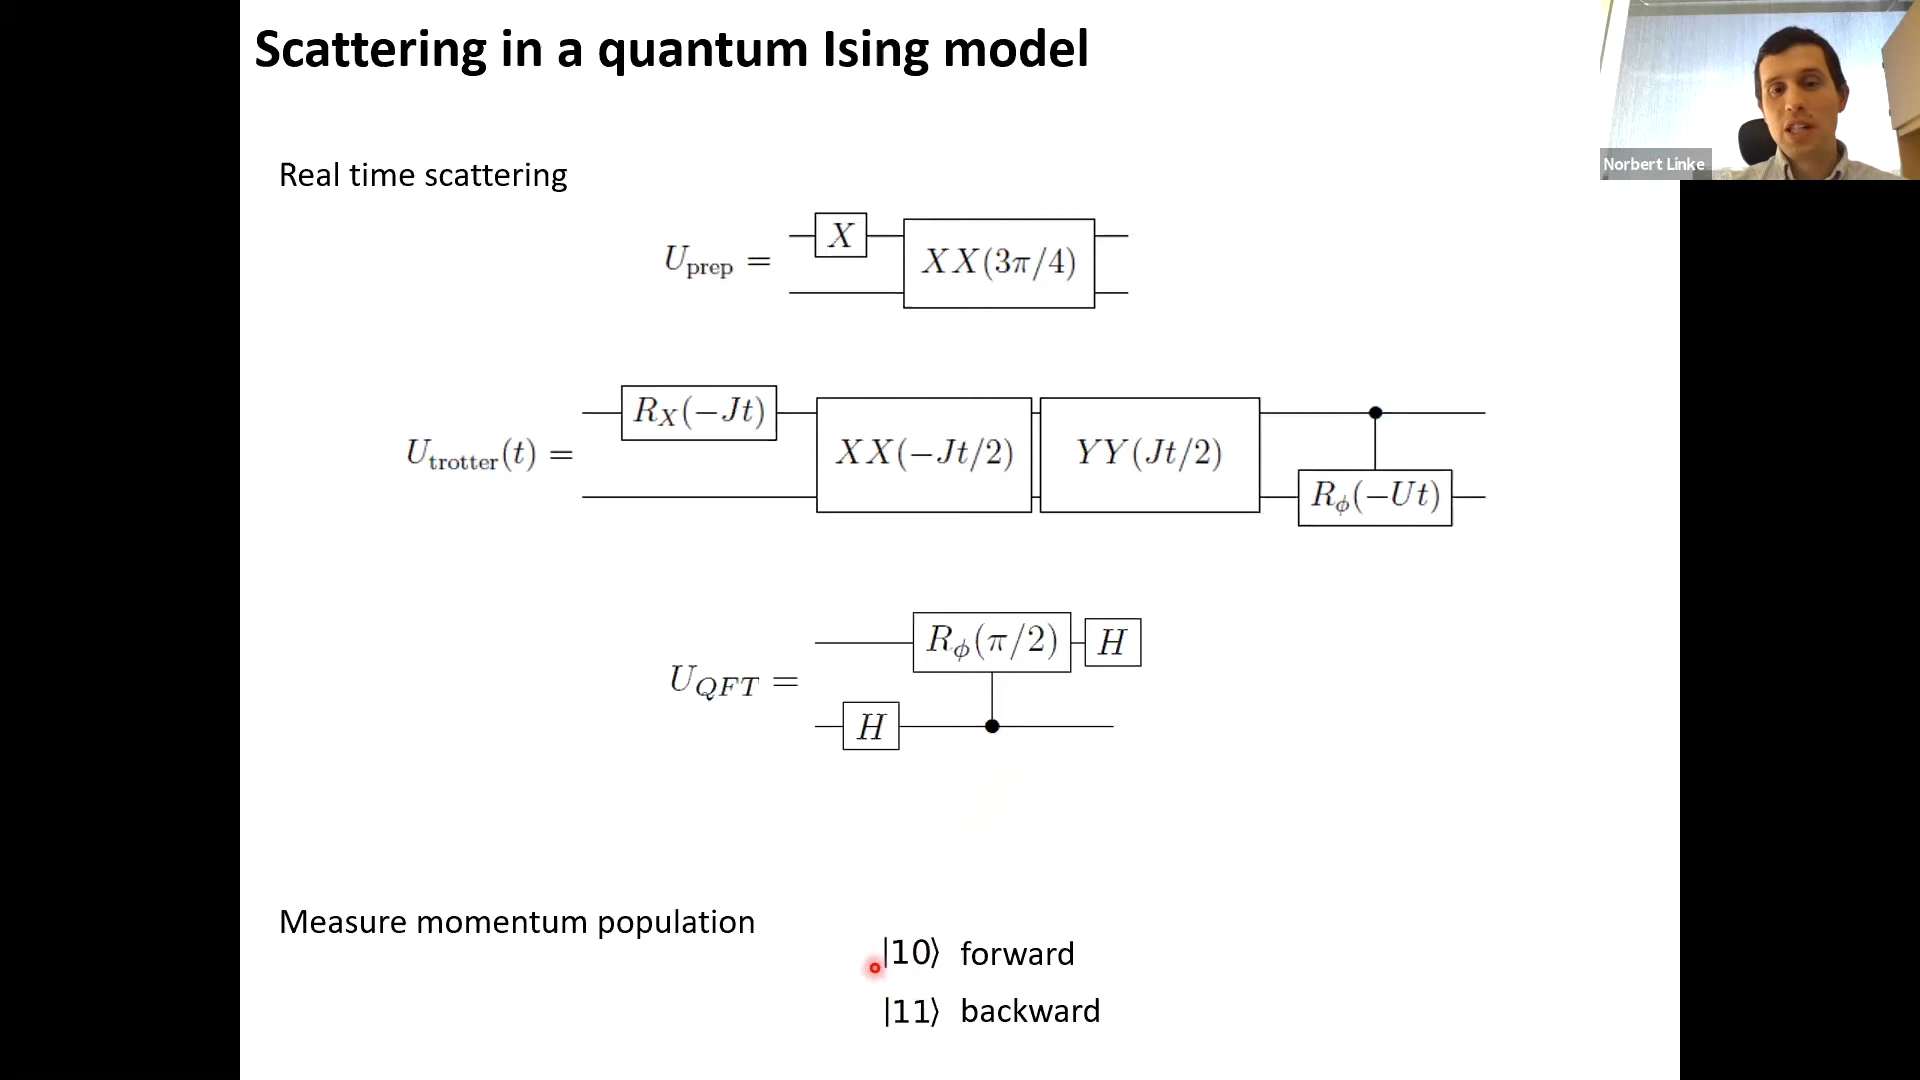 Scattering in a quantum Ising model
Norbert Linke
Real time scattering
U_prep = X XX(3π/4)
U_trotter(t) = R_X(−Jt) XX(−Jt/2) YY(Jt/2) R_ϕ(−Ut)
U_QFT = R_ϕ(π/2) H
H
Measure momentum population
|10⟩ forward
|11⟩ backward